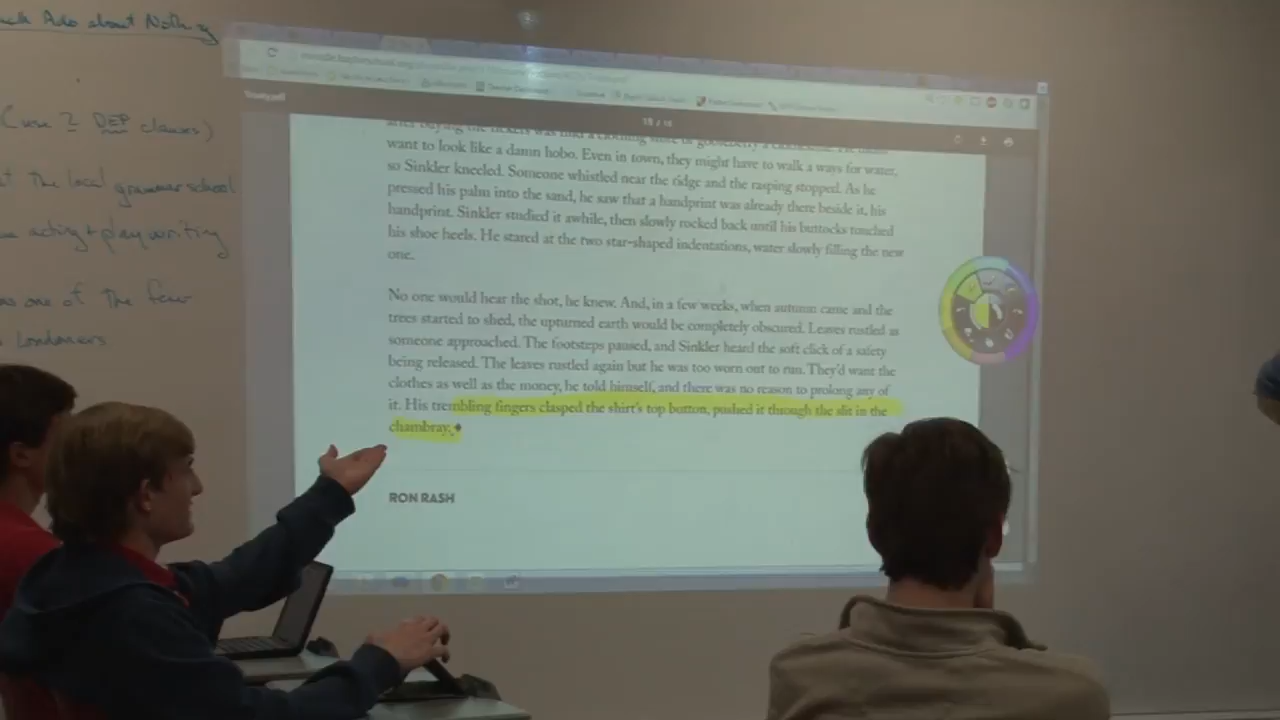 Ado about Nothing
(use 2 DEP clauses)
the local grammar school
acting + playwriting
one of the few
Londoners
15 / 16
want to look like a damn hobo. Even in town, they might have to walk a ways for water,
so Sinkler kneeled. Someone whistled near the ridge and the rasping stopped. As he
pressed his palm into the sand, he saw that a handprint was already there beside it, his
handprint. Sinkler studied it awhile, then slowly rocked back until his buttocks touched
his shoe heels. He stared at the two star-shaped indentations, water slowly filling the new
one.
No one would hear the shot, he knew. And, in a few weeks, when autumn came and the
trees started to shed, the upturned earth would be completely obscured. Leaves rustled as
someone approached. The footsteps paused, and Sinkler heard the soft click of a safety
being released. The leaves rustled again but he was too worn out to run. They'd want the
clothes as well as the money, he told himself, and there was no reason to prolong any of
it. His trembling fingers clasped the shirt's top button, pushed it through the slit in the
chambray.
RON RASH